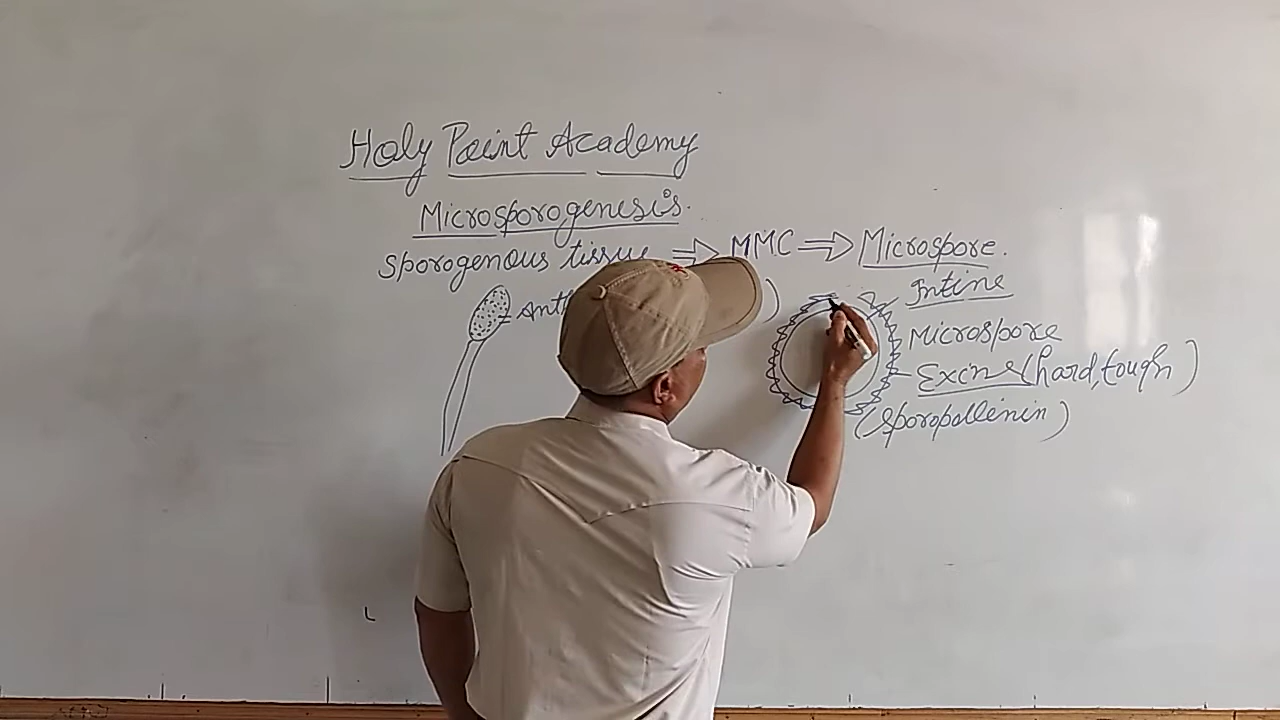 Holy Point Academy
Microsporogenesis.
Sporogenous tissue ⇒ MMC ⇒ Microspore.
Intine
Microspore
Exine (hard, tough)
(Sporopollenin)